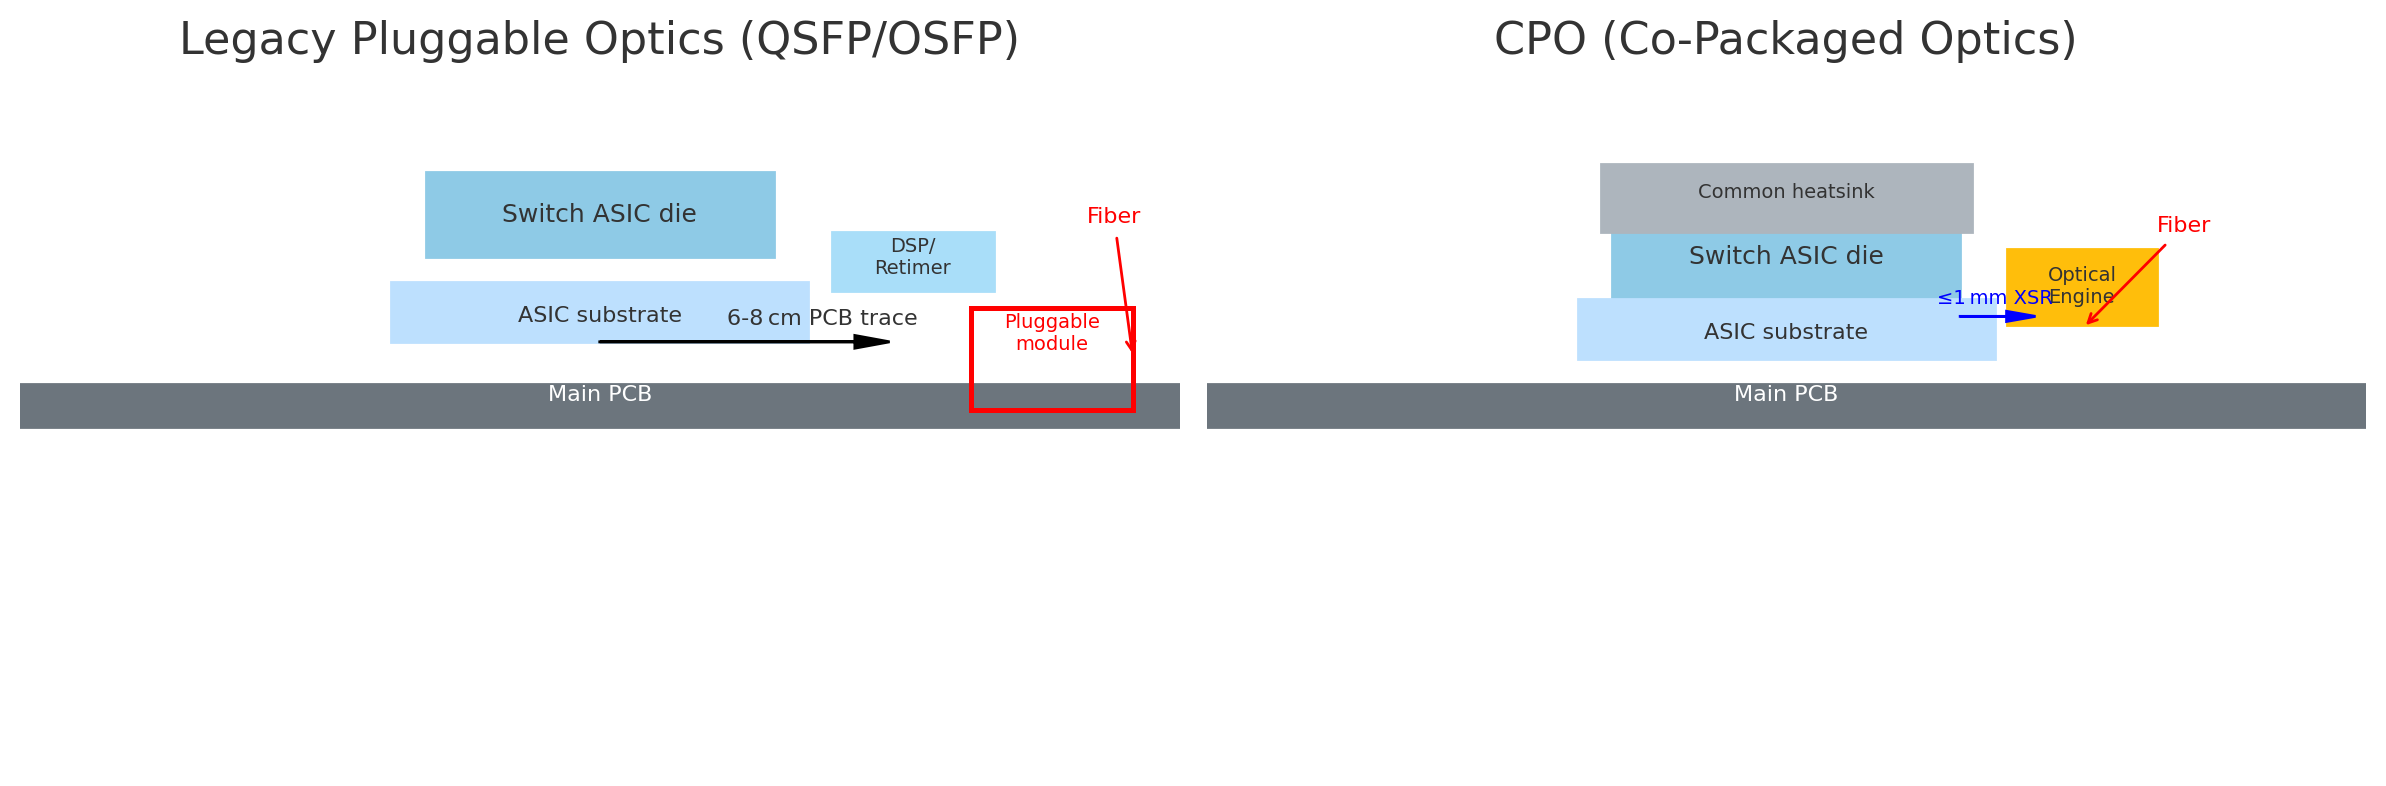 Legacy Pluggable Optics (QSFP/OSFP)
Switch ASIC die
DSP/
Retimer
Fiber
ASIC substrate
6-8 cm PCB trace
Pluggable
module
Main PCB
CPO (Co-Packaged Optics)
Common heatsink
Switch ASIC die
Fiber
Optical
Engine
≤1 mm XSR
ASIC substrate
Main PCB